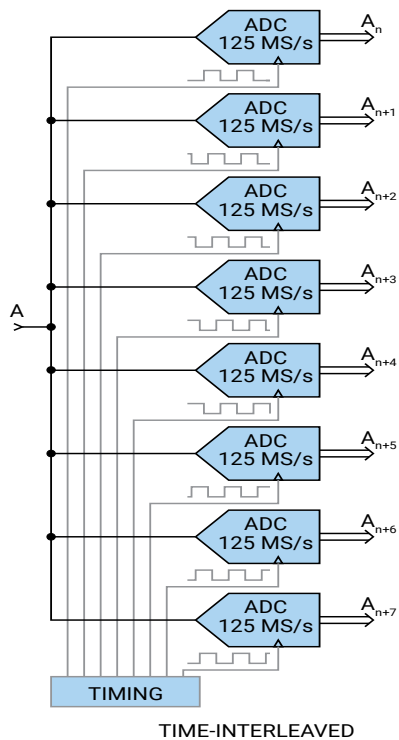 ADC
125 MS/s
Aₙ
ADC
125 MS/s
Aₙ₊₁
ADC
125 MS/s
Aₙ₊₂
ADC
125 MS/s
Aₙ₊₃
A
ADC
125 MS/s
Aₙ₊₄
ADC
125 MS/s
Aₙ₊₅
ADC
125 MS/s
Aₙ₊₆
ADC
125 MS/s
Aₙ₊₇
TIMING
TIME-INTERLEAVED